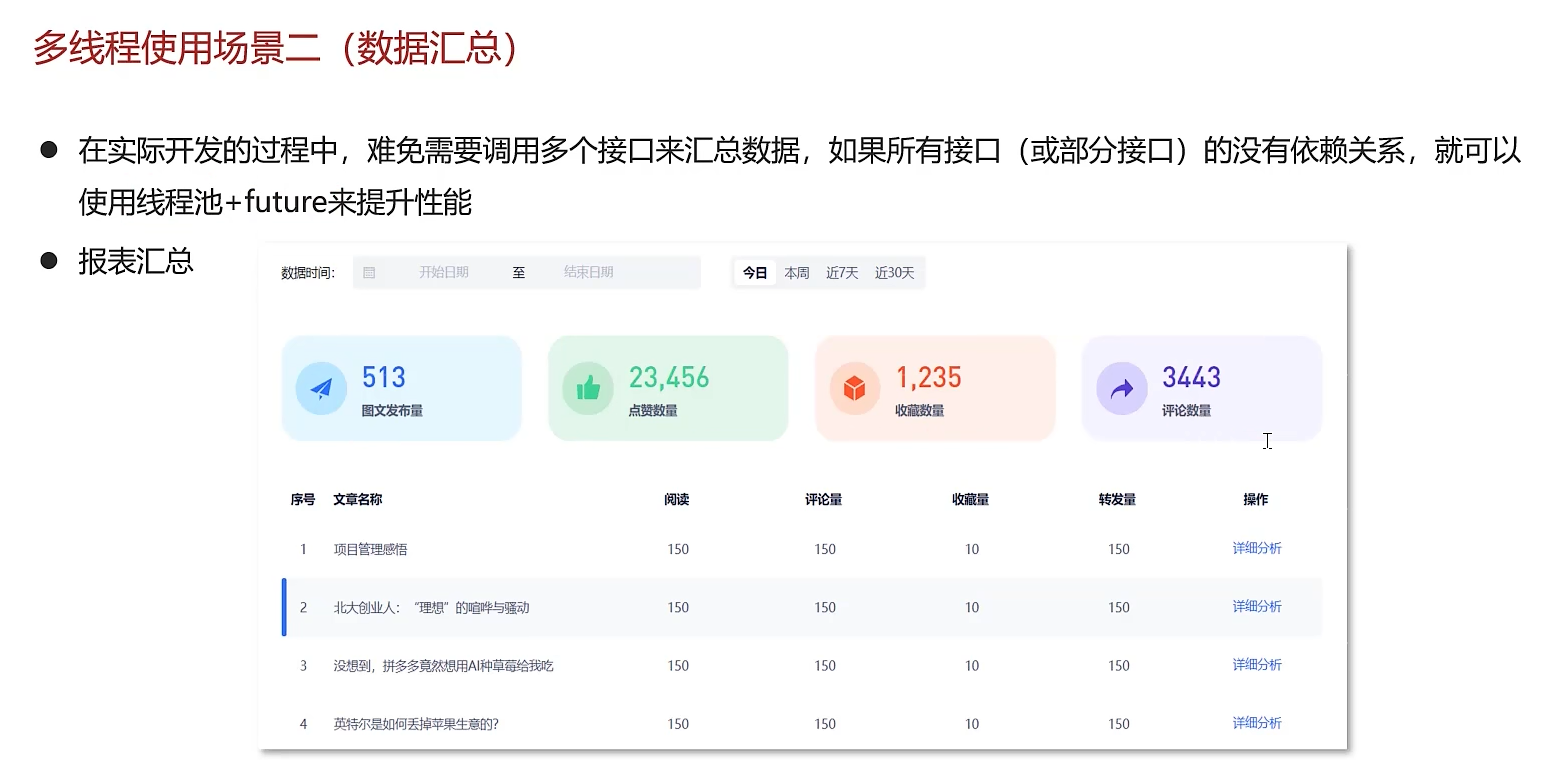 多线程使用场景二（数据汇总）
● 在实际开发的过程中，难免需要调用多个接口来汇总数据，如果所有接口（或部分接口）的没有依赖关系，就可以
使用线程池+future来提升性能
● 报表汇总
数据时间： 开始日期 至 结束日期 今日 本周 近7天 近30天
513 23,456 1,235 3443
图文发布量 点赞数量 收藏数量 评论数量
序号 文章名称 阅读 评论量 收藏量 转发量 操作
1 项目管理感悟 150 150 10 150 详细分析
2 北大创业人：“理想”的喧哗与骚动 150 150 10 150 详细分析
3 没想到，拼多多竟然想用AI种草莓给我吃 150 150 10 150 详细分析
4 英特尔是如何丢掉苹果生意的? 150 150 10 150 详细分析